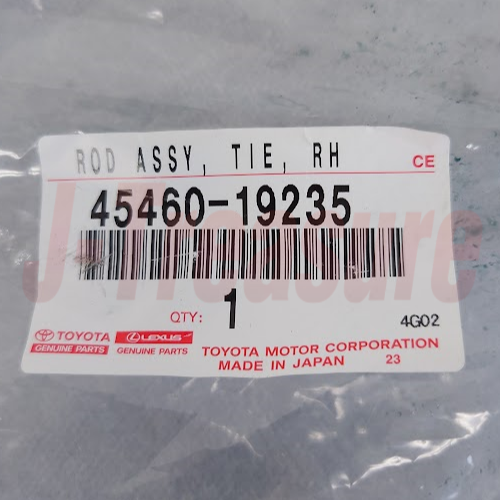 ROD ASSY, TIE, RH
CE
45460-19235
J-Treasure
QTY: 1
4G02
TOYOTA LEXUS
GENUINE PARTS GENUINE PARTS
TOYOTA MOTOR CORPORATION
MADE IN JAPAN 23